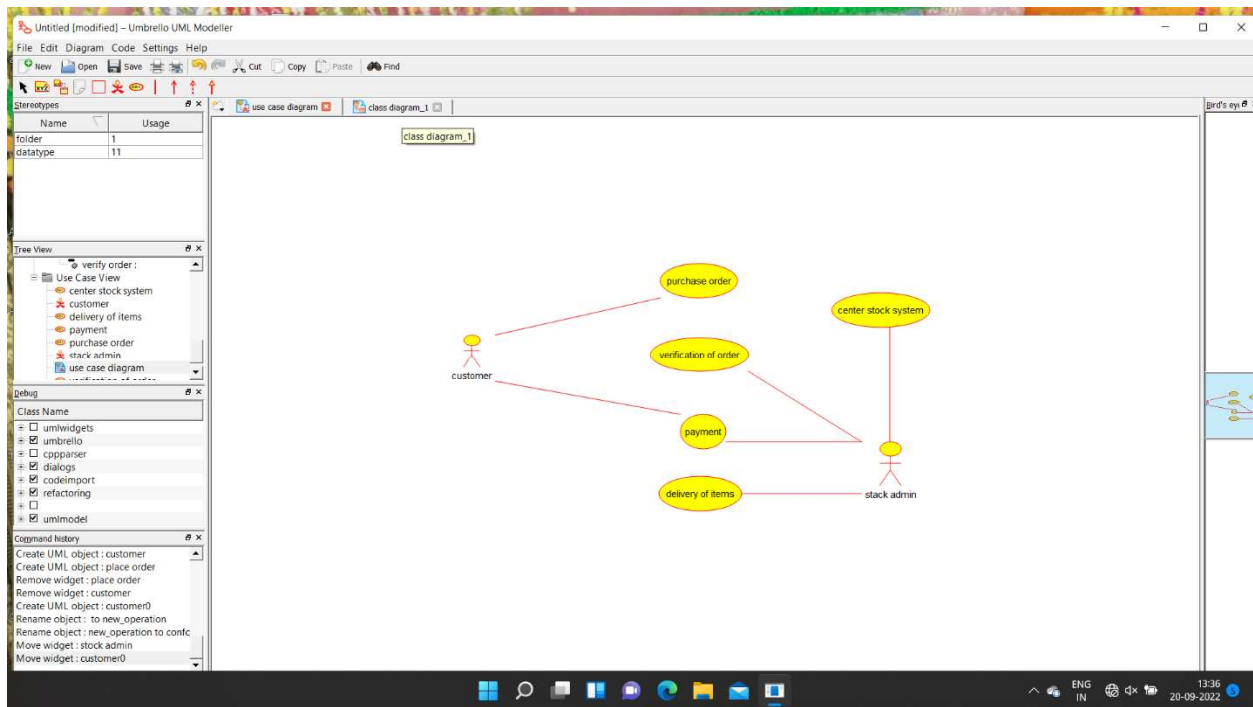 Untitled [modified] – Umbrello UML Modeller
File Edit Diagram Code Settings Help
New Open Save Cut Copy Paste Find
Stereotypes
Name Usage
folder 1
datatype 11
Tree View
verify order :
Use Case View
center stock system
customer
delivery of items
payment
purchase order
stack admin
use case diagram
Debug
Class Name
umlwidgets
umbrello
cppparser
dialogs
codeimport
refactoring
umlmodel
Command history
Create UML object : customer
Create UML object : place order
Remove widget : place order
Remove widget : customer
Create UML object : customer0
Rename object : to new_operation
Rename object : new_operation to confc
Move widget : stock admin
Move widget : customer0
use case diagram class diagram_1
class diagram_1
purchase order
center stock system
verification of order
customer
payment
delivery of items
stack admin
Bird's eye
ENG
IN
13:36
20-09-2022